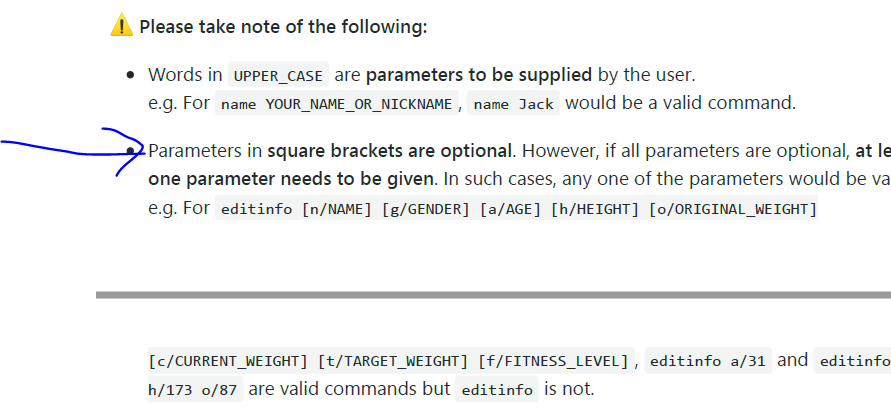 ⚠️ Please take note of the following:
• Words in UPPER_CASE are parameters to be supplied by the user.
e.g. For name YOUR_NAME_OR_NICKNAME, name Jack would be a valid command.
• Parameters in square brackets are optional. However, if all parameters are optional, at le
one parameter needs to be given. In such cases, any one of the parameters would be va
e.g. For editinfo [n/NAME] [g/GENDER] [a/AGE] [h/HEIGHT] [o/ORIGINAL_WEIGHT]
[c/CURRENT_WEIGHT] [t/TARGET_WEIGHT] [f/FITNESS_LEVEL], editinfo a/31 and editinfo
h/173 o/87 are valid commands but editinfo is not.